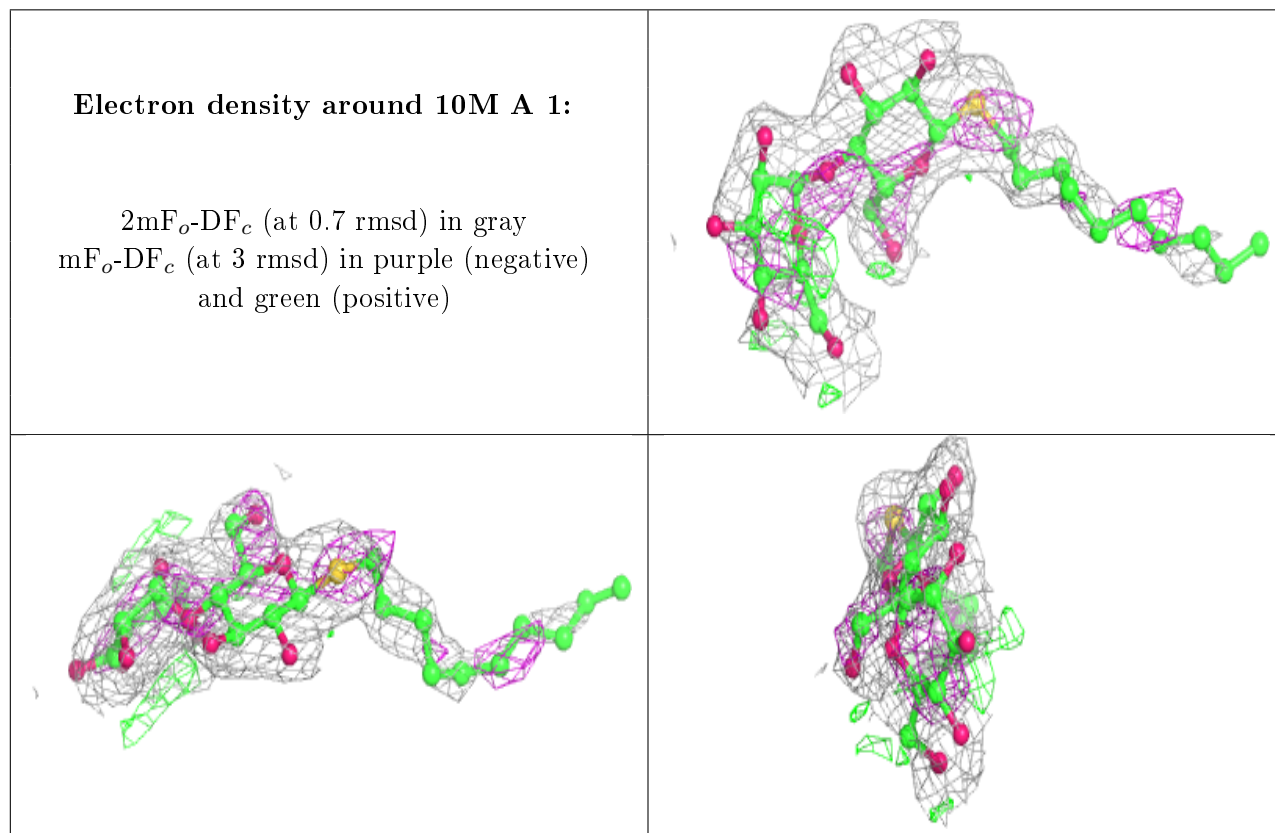 Electron density around 10M A 1:
2mFo-DFc (at 0.7 rmsd) in gray
mFo-DFc (at 3 rmsd) in purple (negative)
and green (positive)